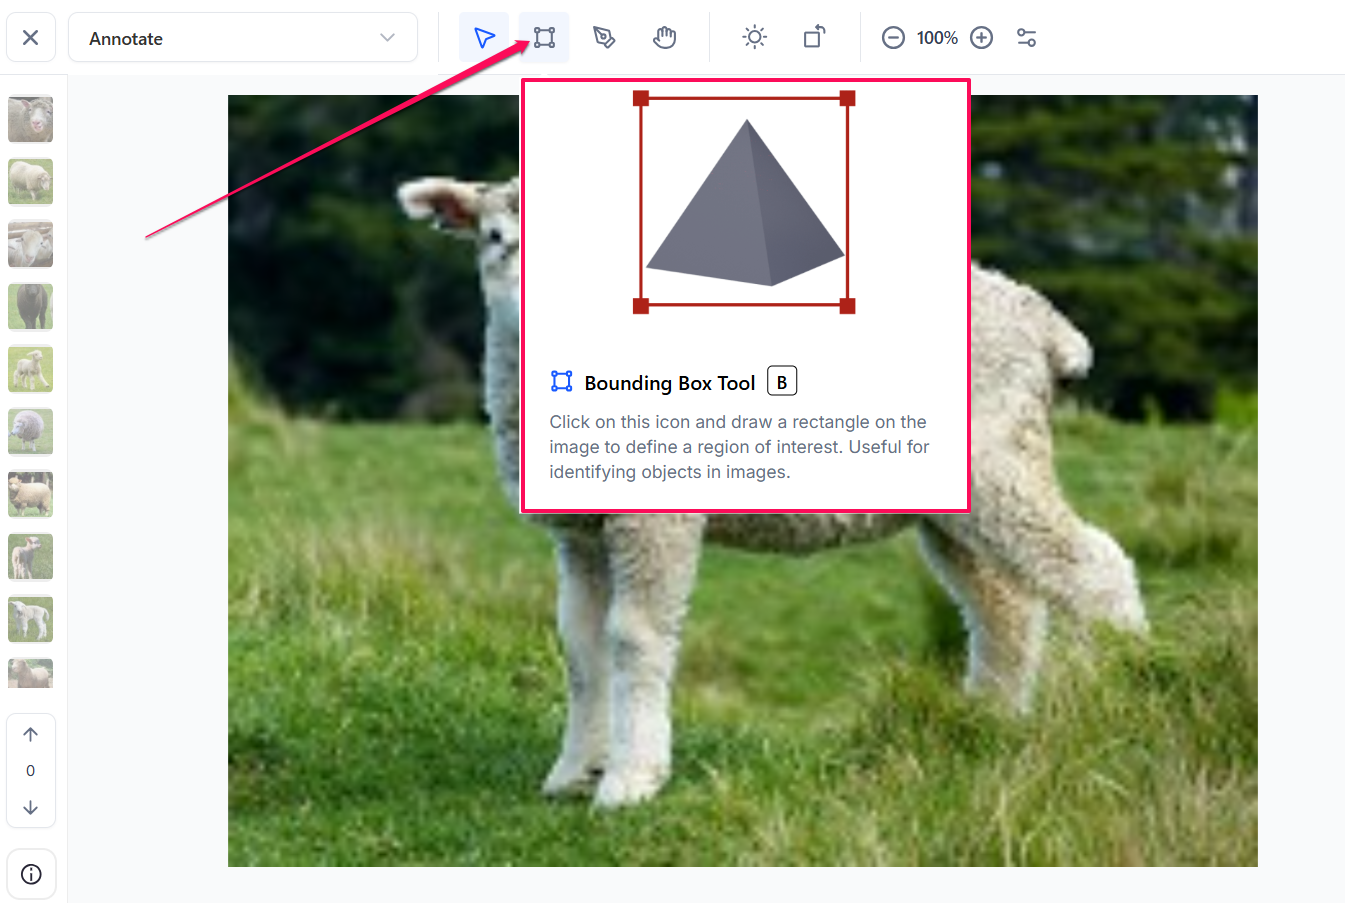 Annotate
100%
Bounding Box Tool B
Click on this icon and draw a rectangle on the
image to define a region of interest. Useful for
identifying objects in images.
0